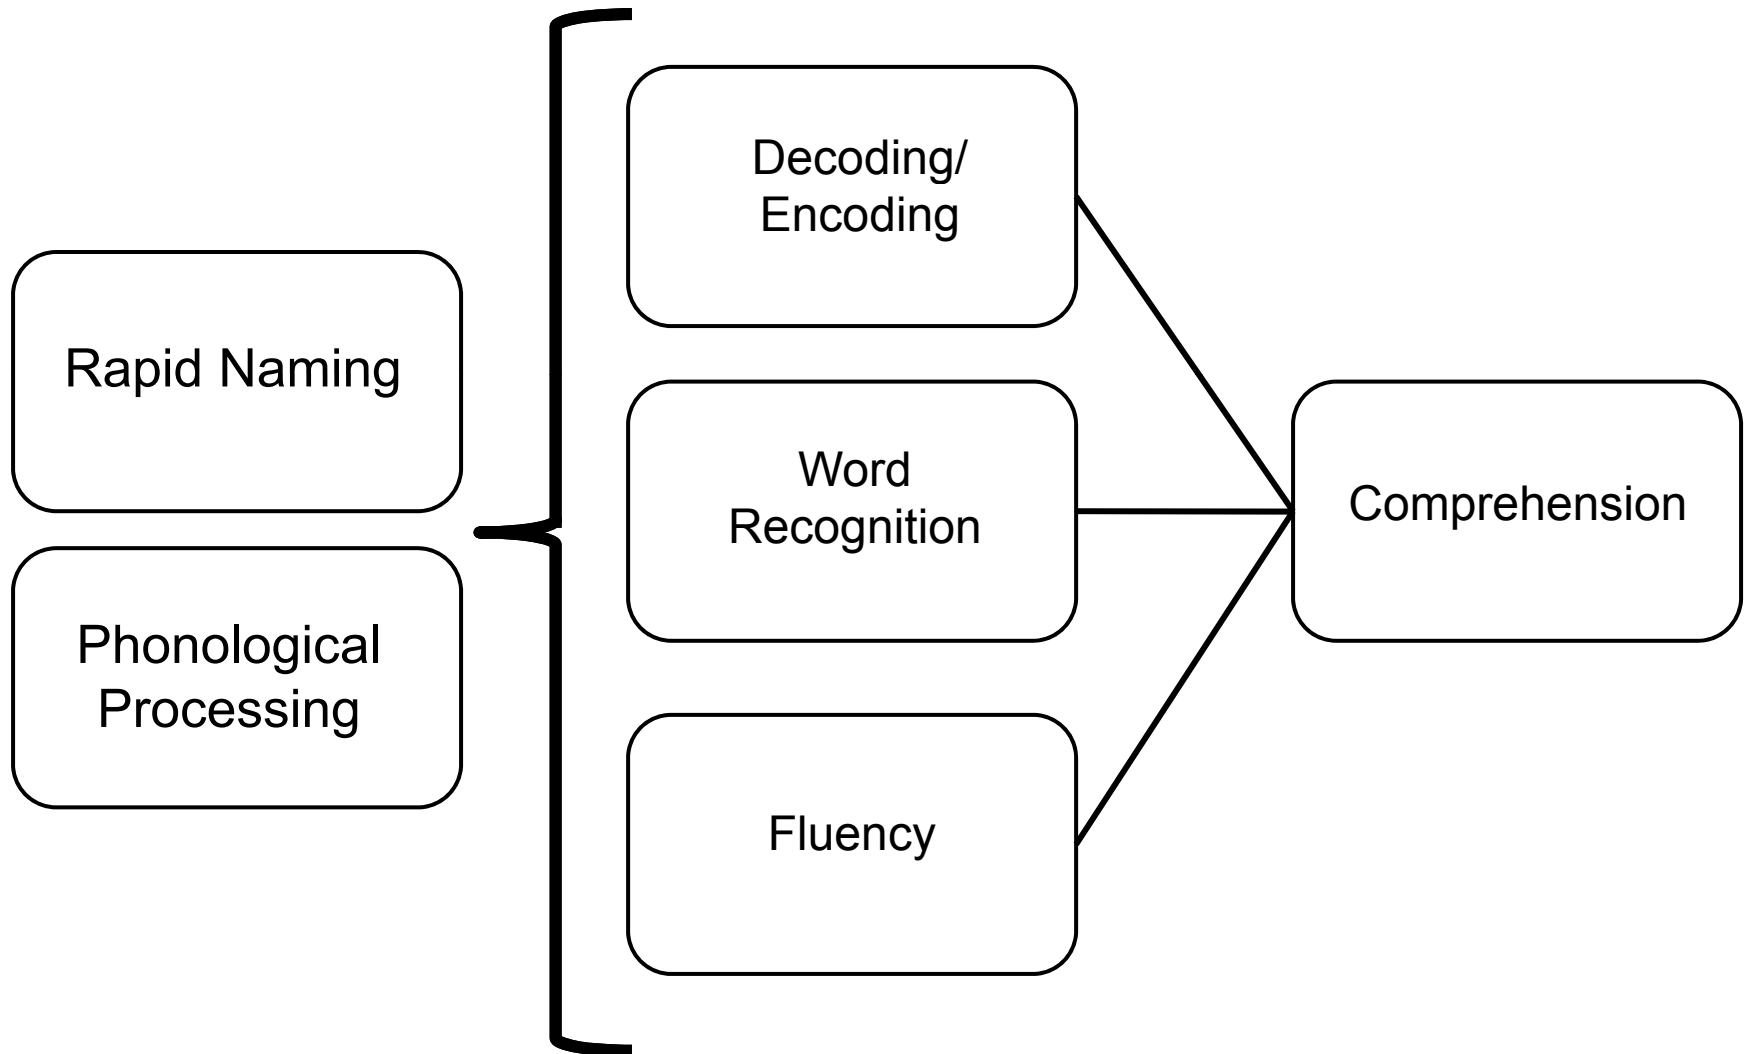 Rapid Naming
Phonological
Processing
Decoding/
Encoding
Word
Recognition
Fluency
Comprehension